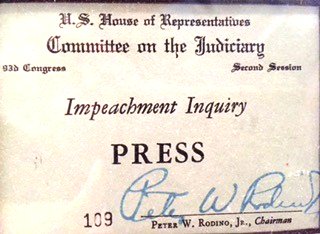 U.S. House of Representatives
Committee on the Judiciary
93d Congress Second Session
Impeachment Inquiry
PRESS
Peter W Rodino
109
PETER W. RODINO, JR., Chairman